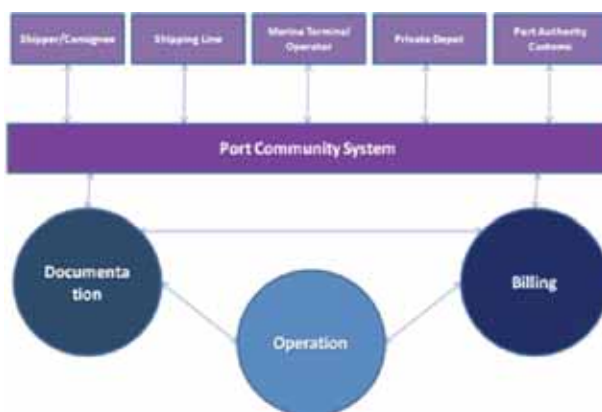 Shipper/Consignee
Shipping Line
Marine Terminal
Operator
Private Depot
Port Authority
Customs
Port Community System
Documenta
tion
Billing
Operation